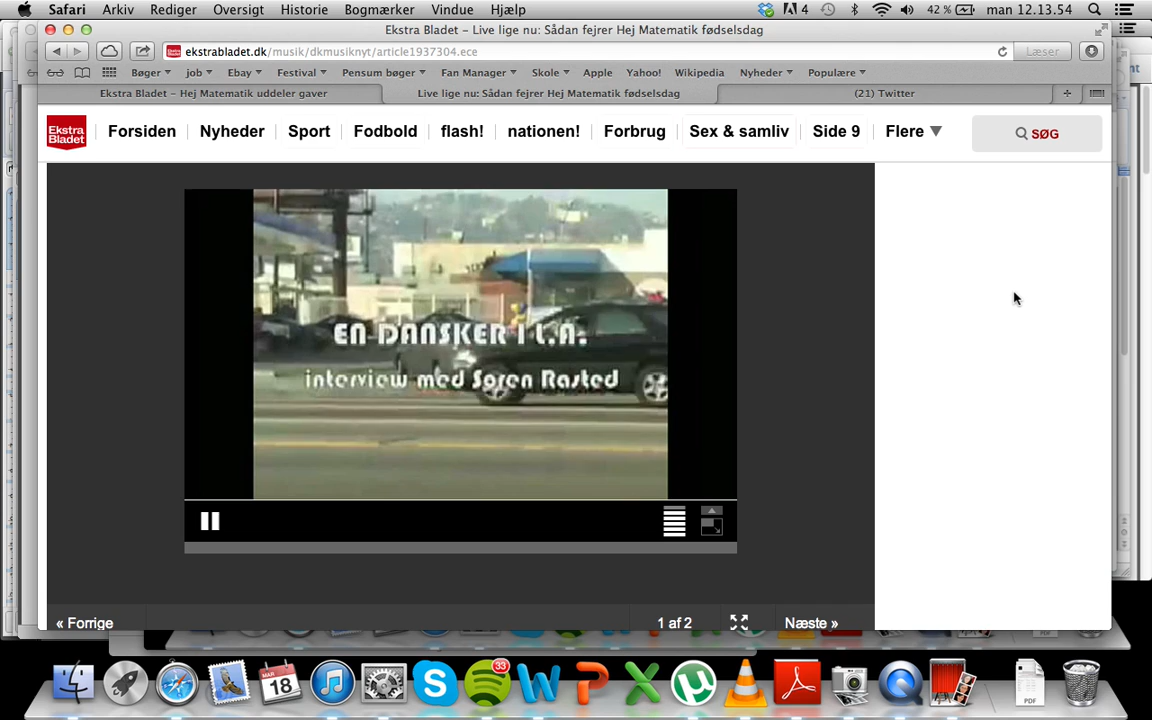 Safari Arkiv Rediger Oversigt Historie Bogmærker Vindue Hjælp 4 42 % man 12.13.54
Ekstra Bladet – Live lige nu: Sådan fejrer Hej Matematik fødselsdag
ekstrabladet.dk/musik/dkmusiknyt/article1937304.ece Læser
Bøger job Ebay Festival Pensum bøger Fan Manager Skole Apple Yahoo! Wikipedia Nyheder Populære
Ekstra Bladet – Hej Matematik uddeler gaver Live lige nu: Sådan fejrer Hej Matematik fødselsdag (21) Twitter
Ekstra Bladet Forsiden Nyheder Sport Fodbold flash! nationen! Forbrug Sex & samliv Side 9 Flere SØG
EN DANSKER I L.A.
interview med Søren Rasted
« Forrige 1 af 2 Næste »
MAR 18 33 PDF